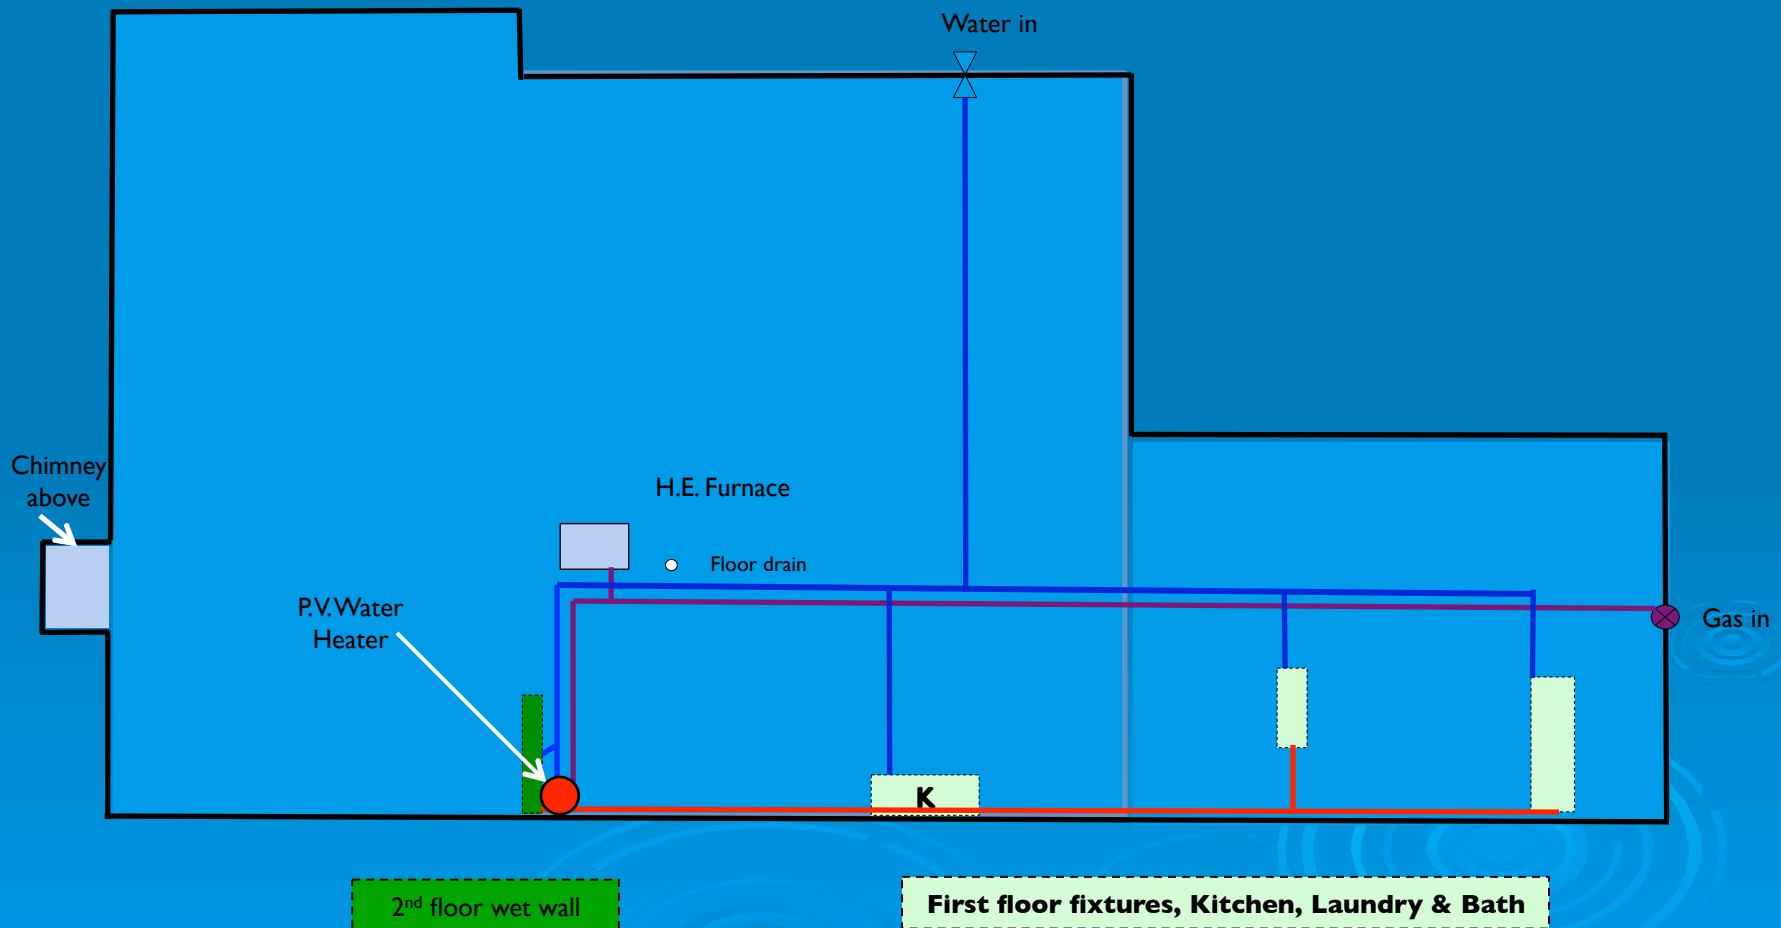 Water in
Chimney
above
H.E. Furnace
Floor drain
P.V. Water
Heater
Gas in
K
2nd floor wet wall
First floor fixtures, Kitchen, Laundry & Bath